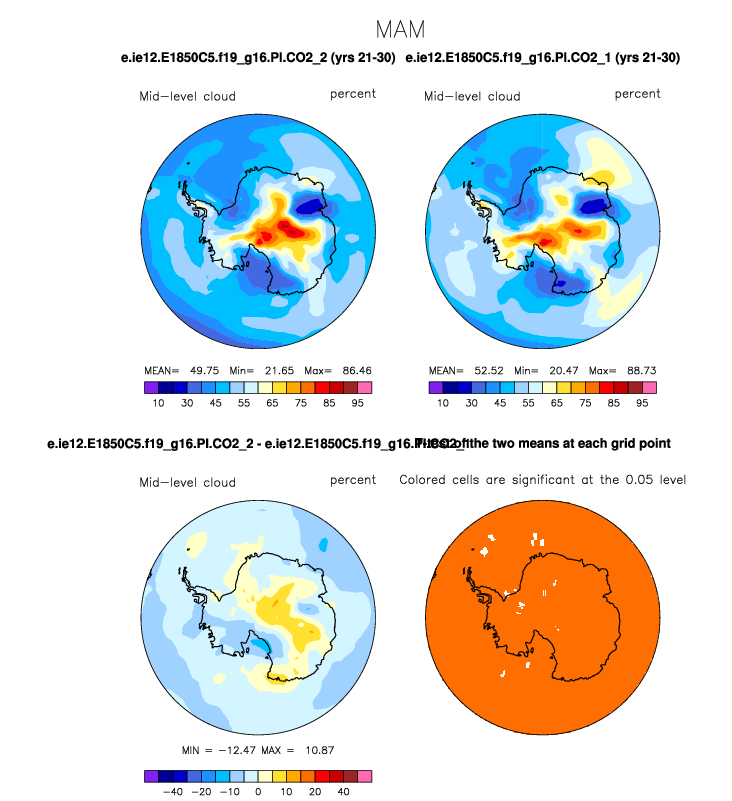 MAM
e.ie12.E1850C5.f19_g16.PI.CO2_2 (yrs 21-30) e.ie12.E1850C5.f19_g16.PI.CO2_1 (yrs 21-30)
Mid-level cloud percent Mid-level cloud percent
MEAN= 49.75 Min= 21.65 Max= 86.46 MEAN= 52.52 Min= 20.47 Max= 88.73
10 30 45 55 65 75 85 95 10 30 45 55 65 75 85 95
e.ie12.E1850C5.f19_g16.PI.CO2_2 - e.ie12.E1850C5.f19_g16.PI.CO2_ of the two means at each grid point
Mid-level cloud percent Colored cells are significant at the 0.05 level
MIN = -12.47 MAX = 10.87
-40 -20 -10 0 10 20 40